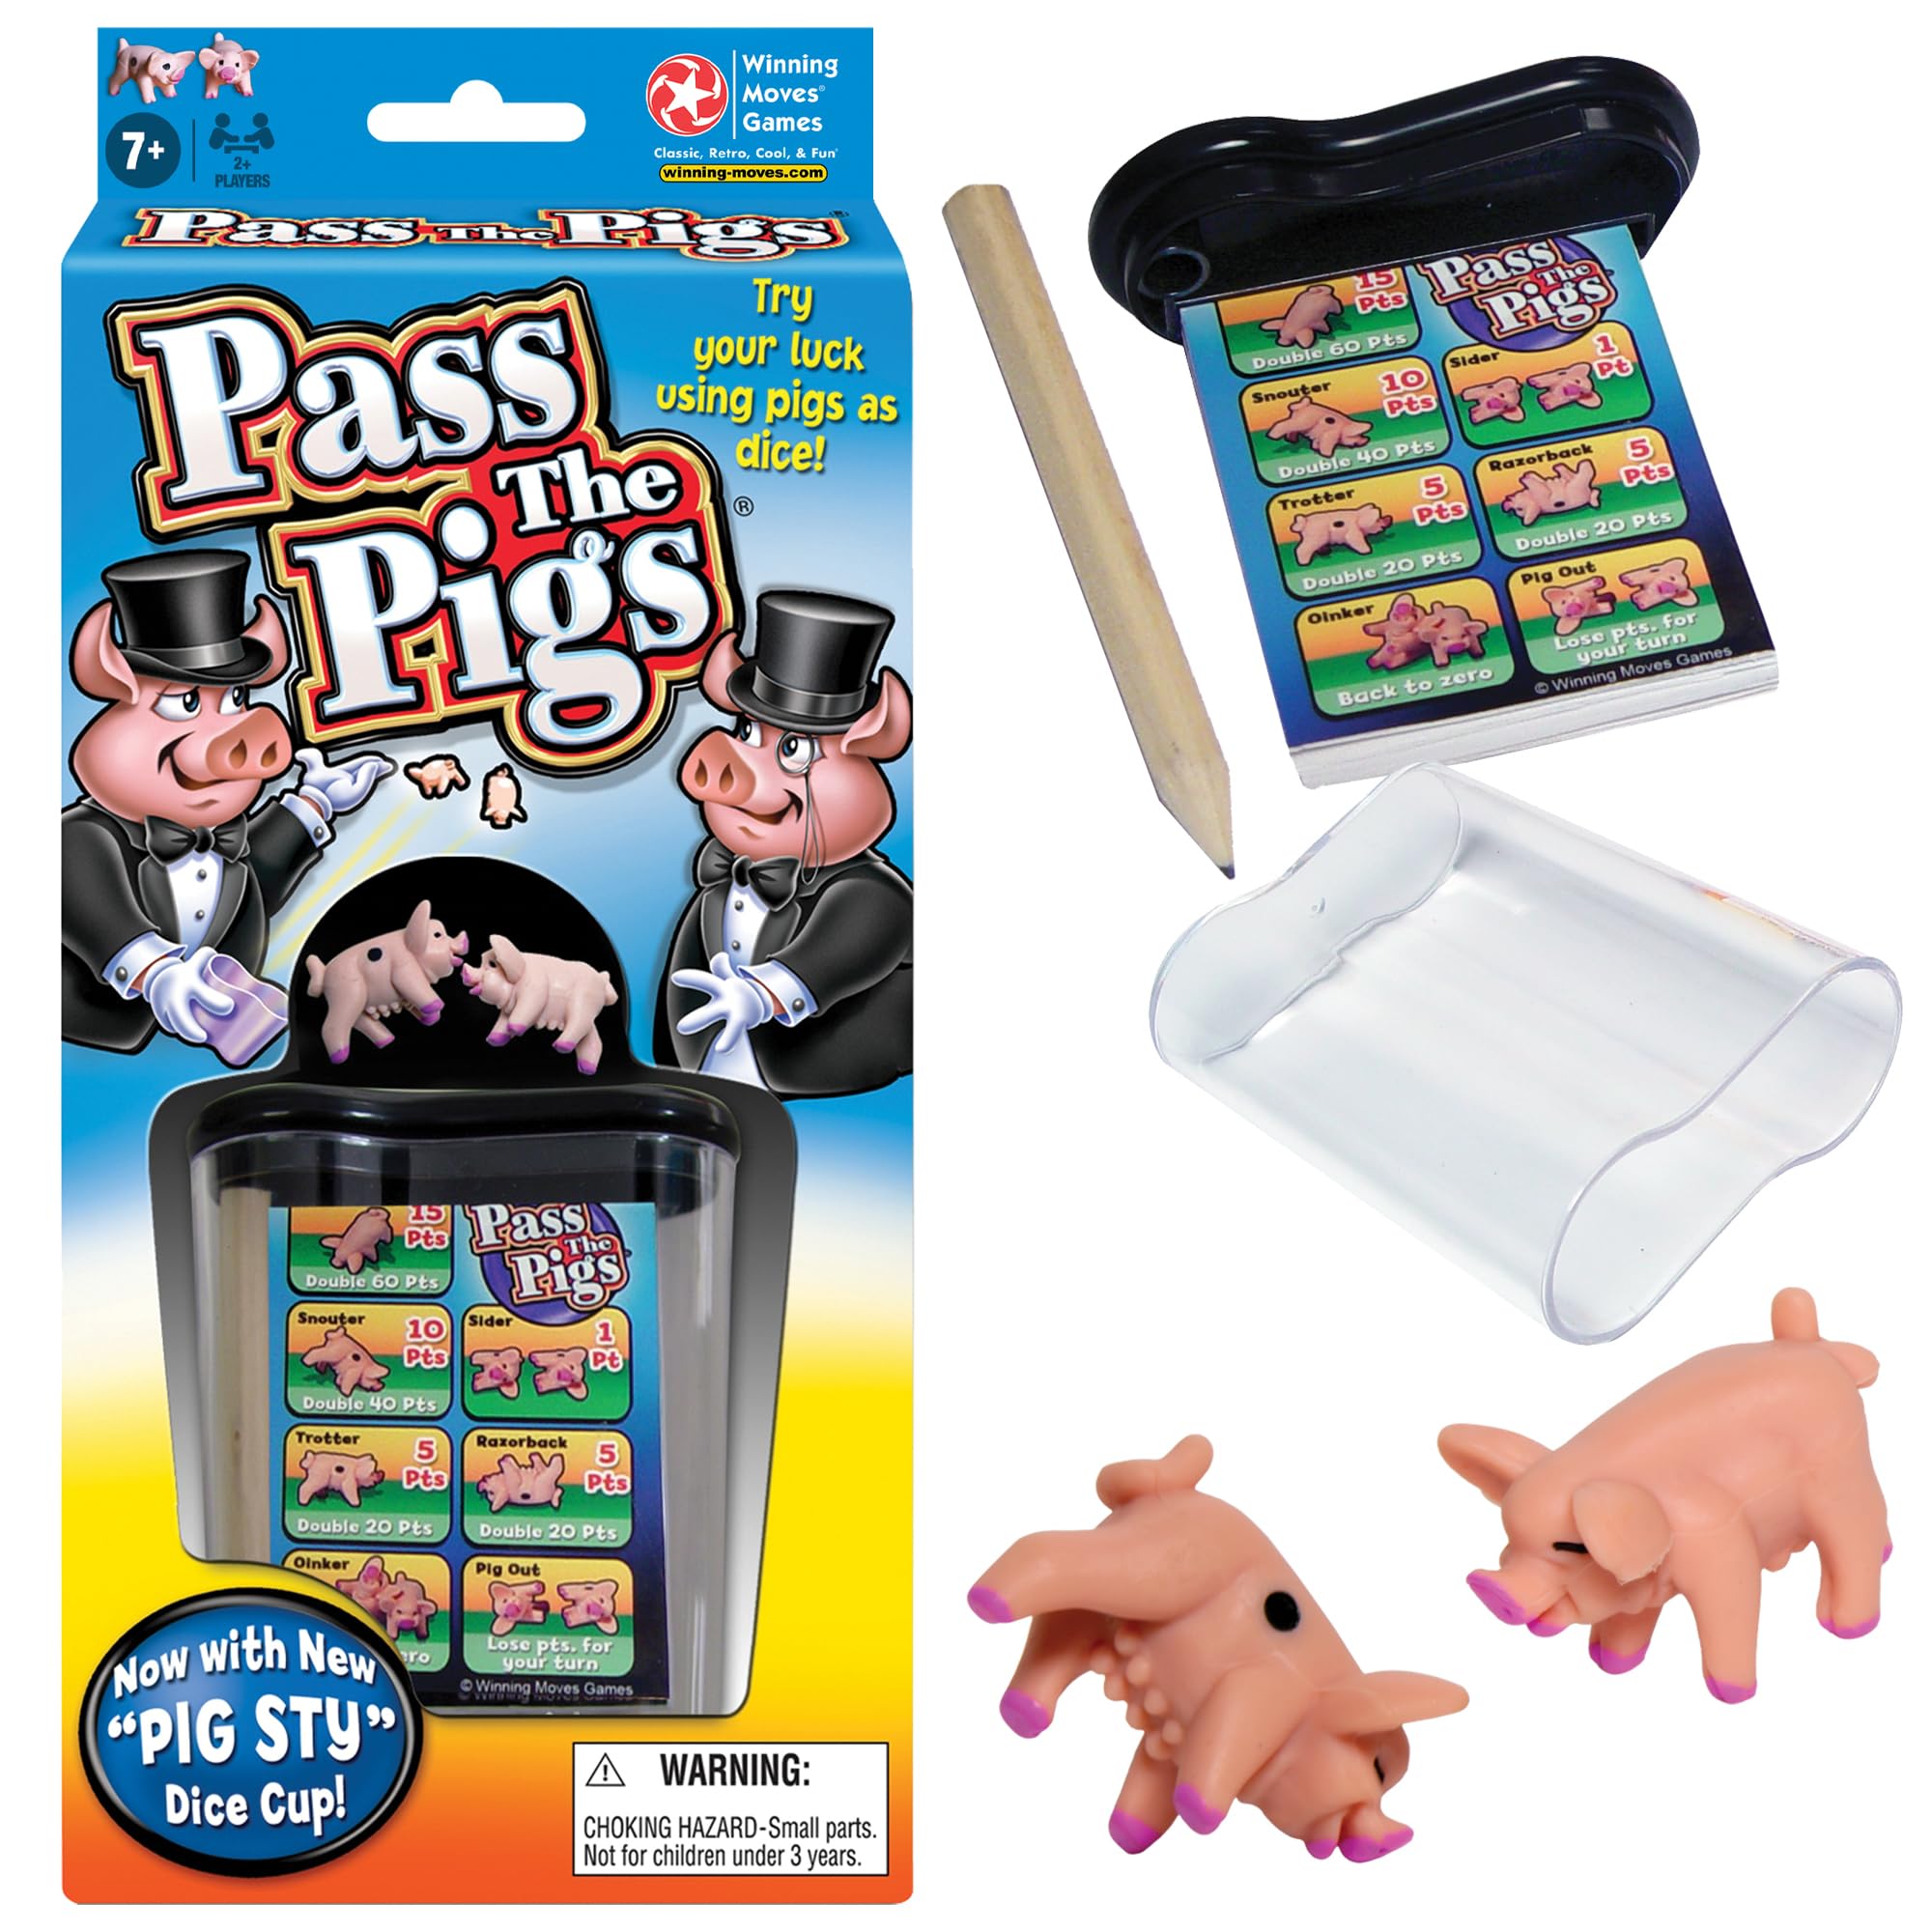 7+
2+
PLAYERS
Winning
Moves®
Games
Classic, Retro, Cool, & Fun®
winning-moves.com
Pass The Pigs®
Try
your luck
using pigs as
dice!
Pass
The
Pigs®
15
Pts
Double 60 Pts
Pass
The
Pigs
Snouter
10
Pts
Double 40 Pts
Sider
1
Pt
Trotter
5
Pts
Double 20 Pts
Razorback
5
Pts
Double 20 Pts
Oinker
ero
Pig Out
Lose pts. for
your turn
© Winning Moves Games
Now with New
“PIG STY”
Dice Cup!
WARNING:
CHOKING HAZARD-Small parts.
Not for children under 3 years.
15
Pts
Double 60 Pts
Pass
The
Pigs
Snouter
10
Pts
Double 40 Pts
Sider
1
Pt
Trotter
5
Pts
Double 20 Pts
Razorback
5
Pts
Double 20 Pts
Oinker
Back to zero
Pig Out
Lose pts. for
your turn
© Winning Moves Games